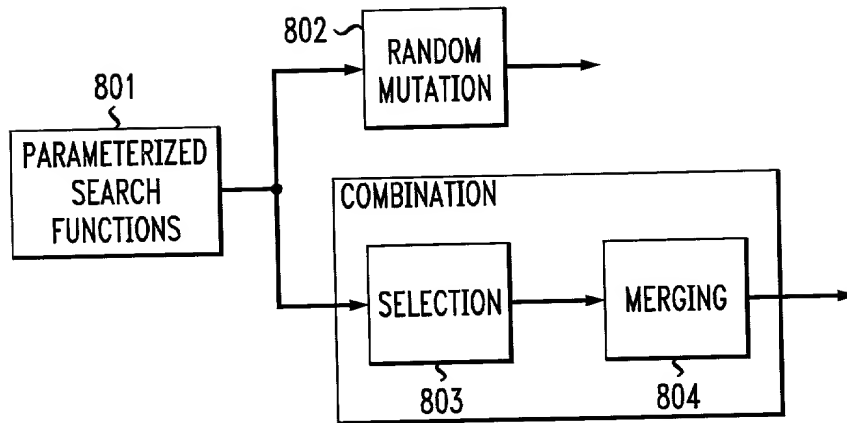 802
RANDOM
MUTATION
801
PARAMETERIZED
SEARCH
FUNCTIONS
COMBINATION
SELECTION
MERGING
803
804